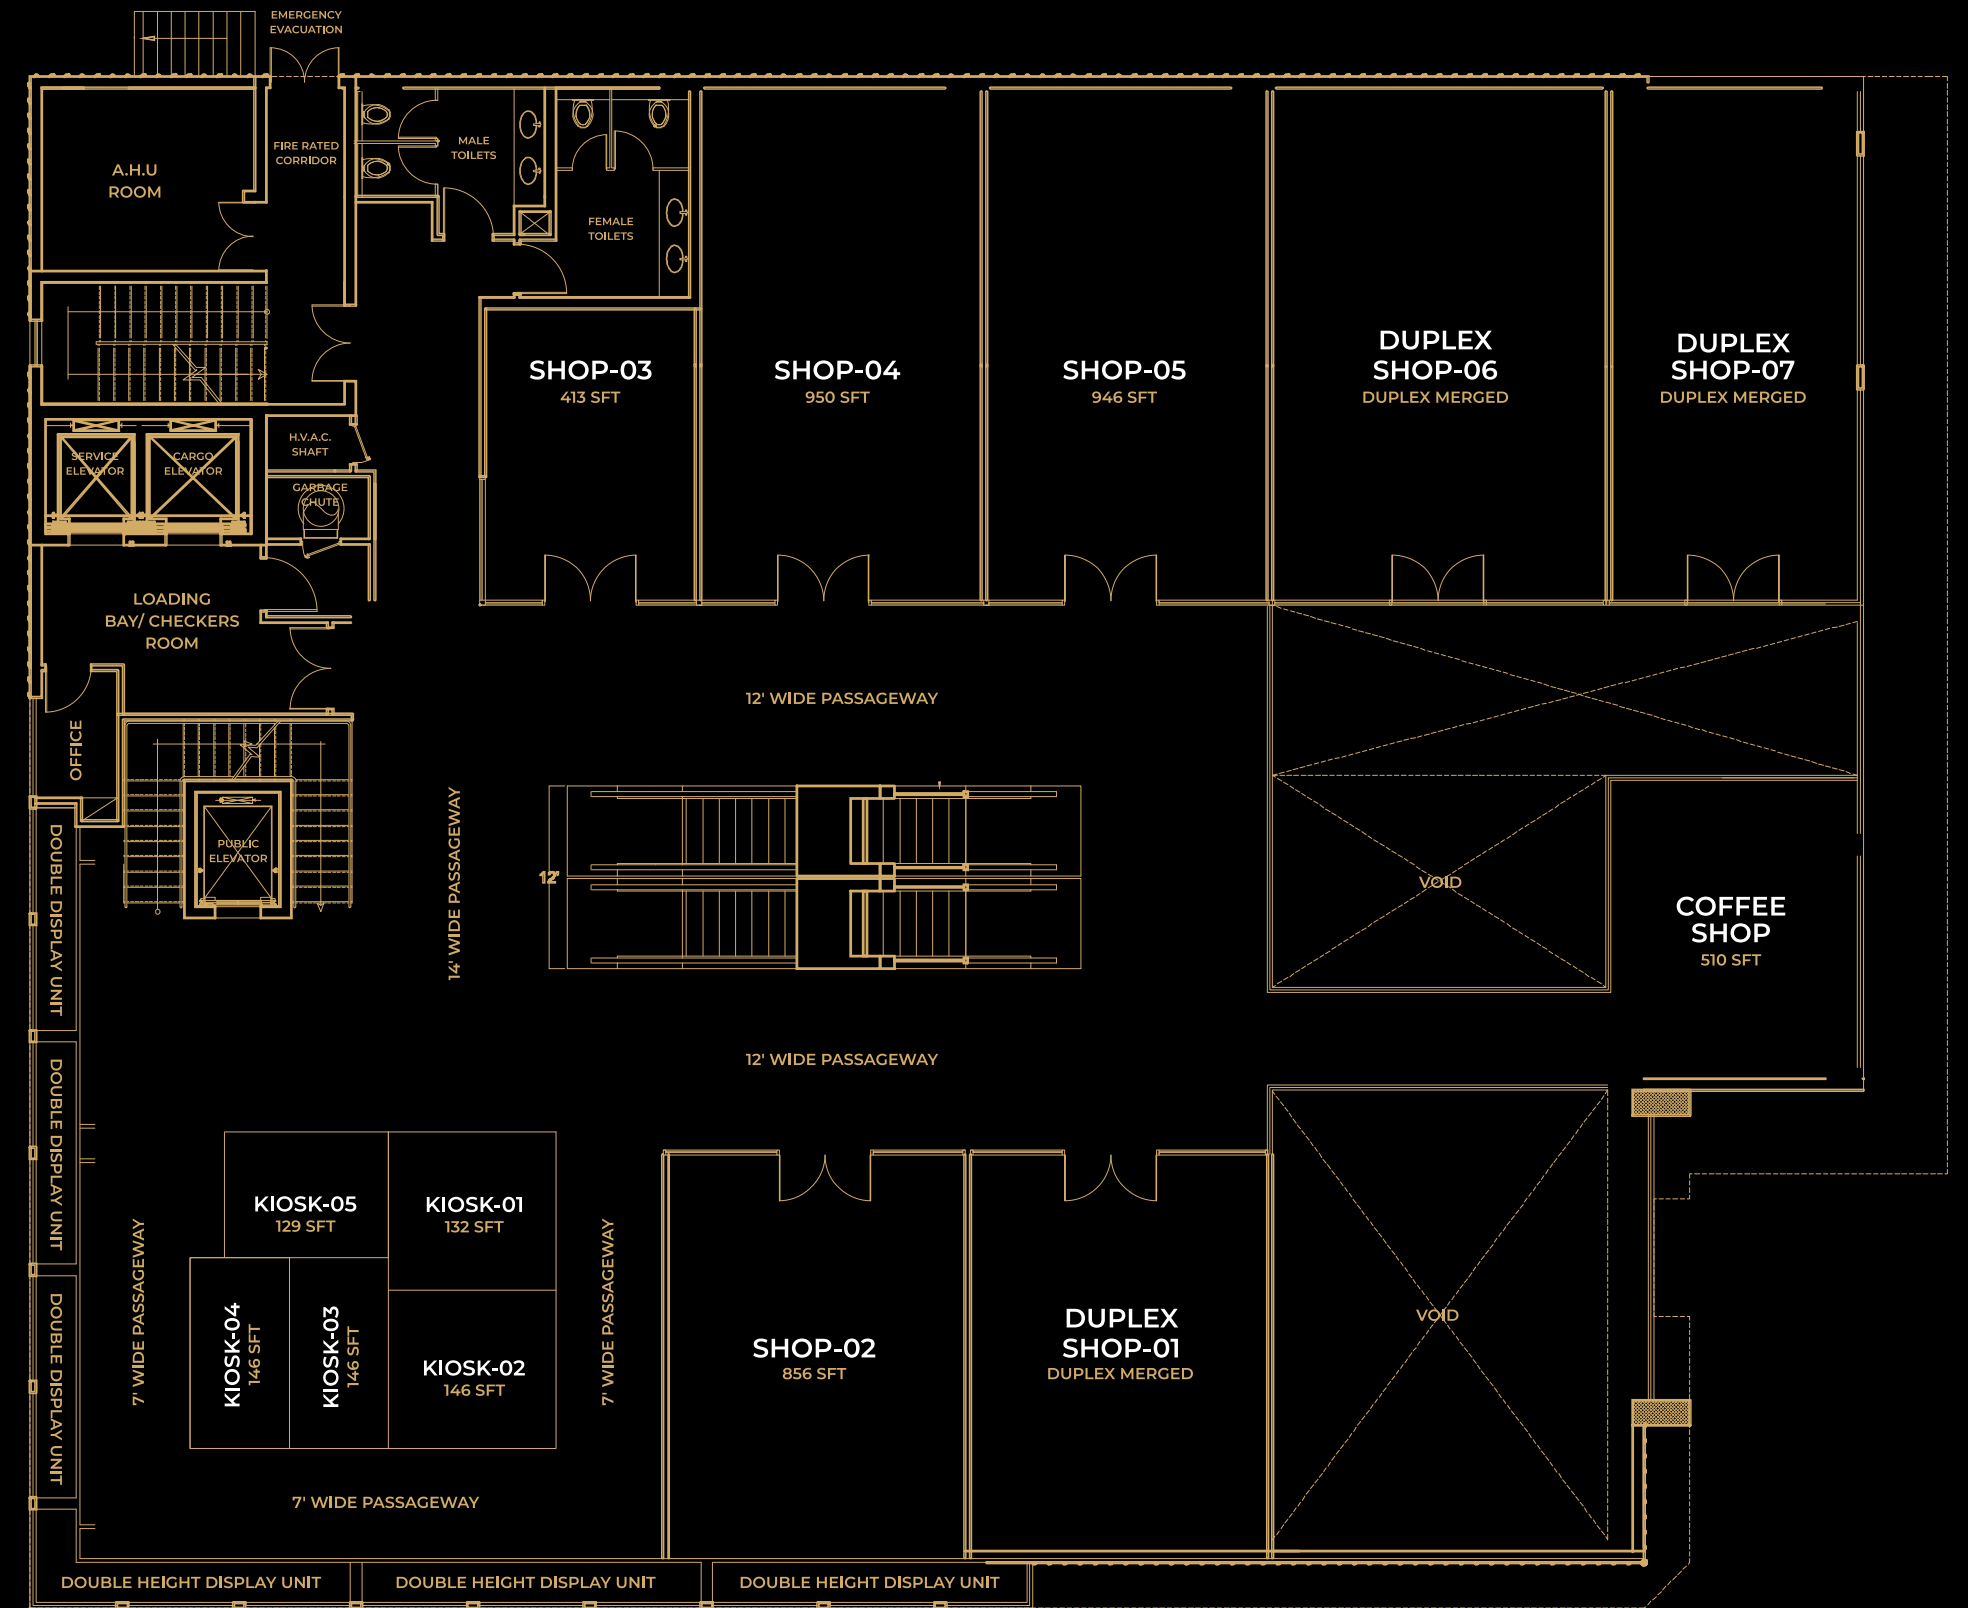 EMERGENCY
EVACUATION
FIRE RATED
CORRIDOR
MALE
TOILETS
A.H.U
ROOM
FEMALE
TOILETS
SHOP-03
413 SFT
SHOP-04
950 SFT
SHOP-05
946 SFT
DUPLEX
SHOP-06
DUPLEX MERGED
DUPLEX
SHOP-07
DUPLEX MERGED
H.V.A.C.
SHAFT
SERVICE
ELEVATOR
CARGO
ELEVATOR
GARBAGE
CHUTE
LOADING
BAY/ CHECKERS
ROOM
12' WIDE PASSAGEWAY
OFFICE
PUBLIC
ELEVATOR
14' WIDE PASSAGEWAY
12'
VOID
COFFEE
SHOP
510 SFT
DOUBLE DISPLAY UNIT
12' WIDE PASSAGEWAY
DOUBLE DISPLAY UNIT
KIOSK-05
129 SFT
KIOSK-01
132 SFT
7' WIDE PASSAGEWAY
KIOSK-04
146 SFT
KIOSK-03
146 SFT
KIOSK-02
146 SFT
7' WIDE PASSAGEWAY
SHOP-02
856 SFT
DUPLEX
SHOP-01
DUPLEX MERGED
VOID
DOUBLE DISPLAY UNIT
7' WIDE PASSAGEWAY
DOUBLE HEIGHT DISPLAY UNIT
DOUBLE HEIGHT DISPLAY UNIT
DOUBLE HEIGHT DISPLAY UNIT